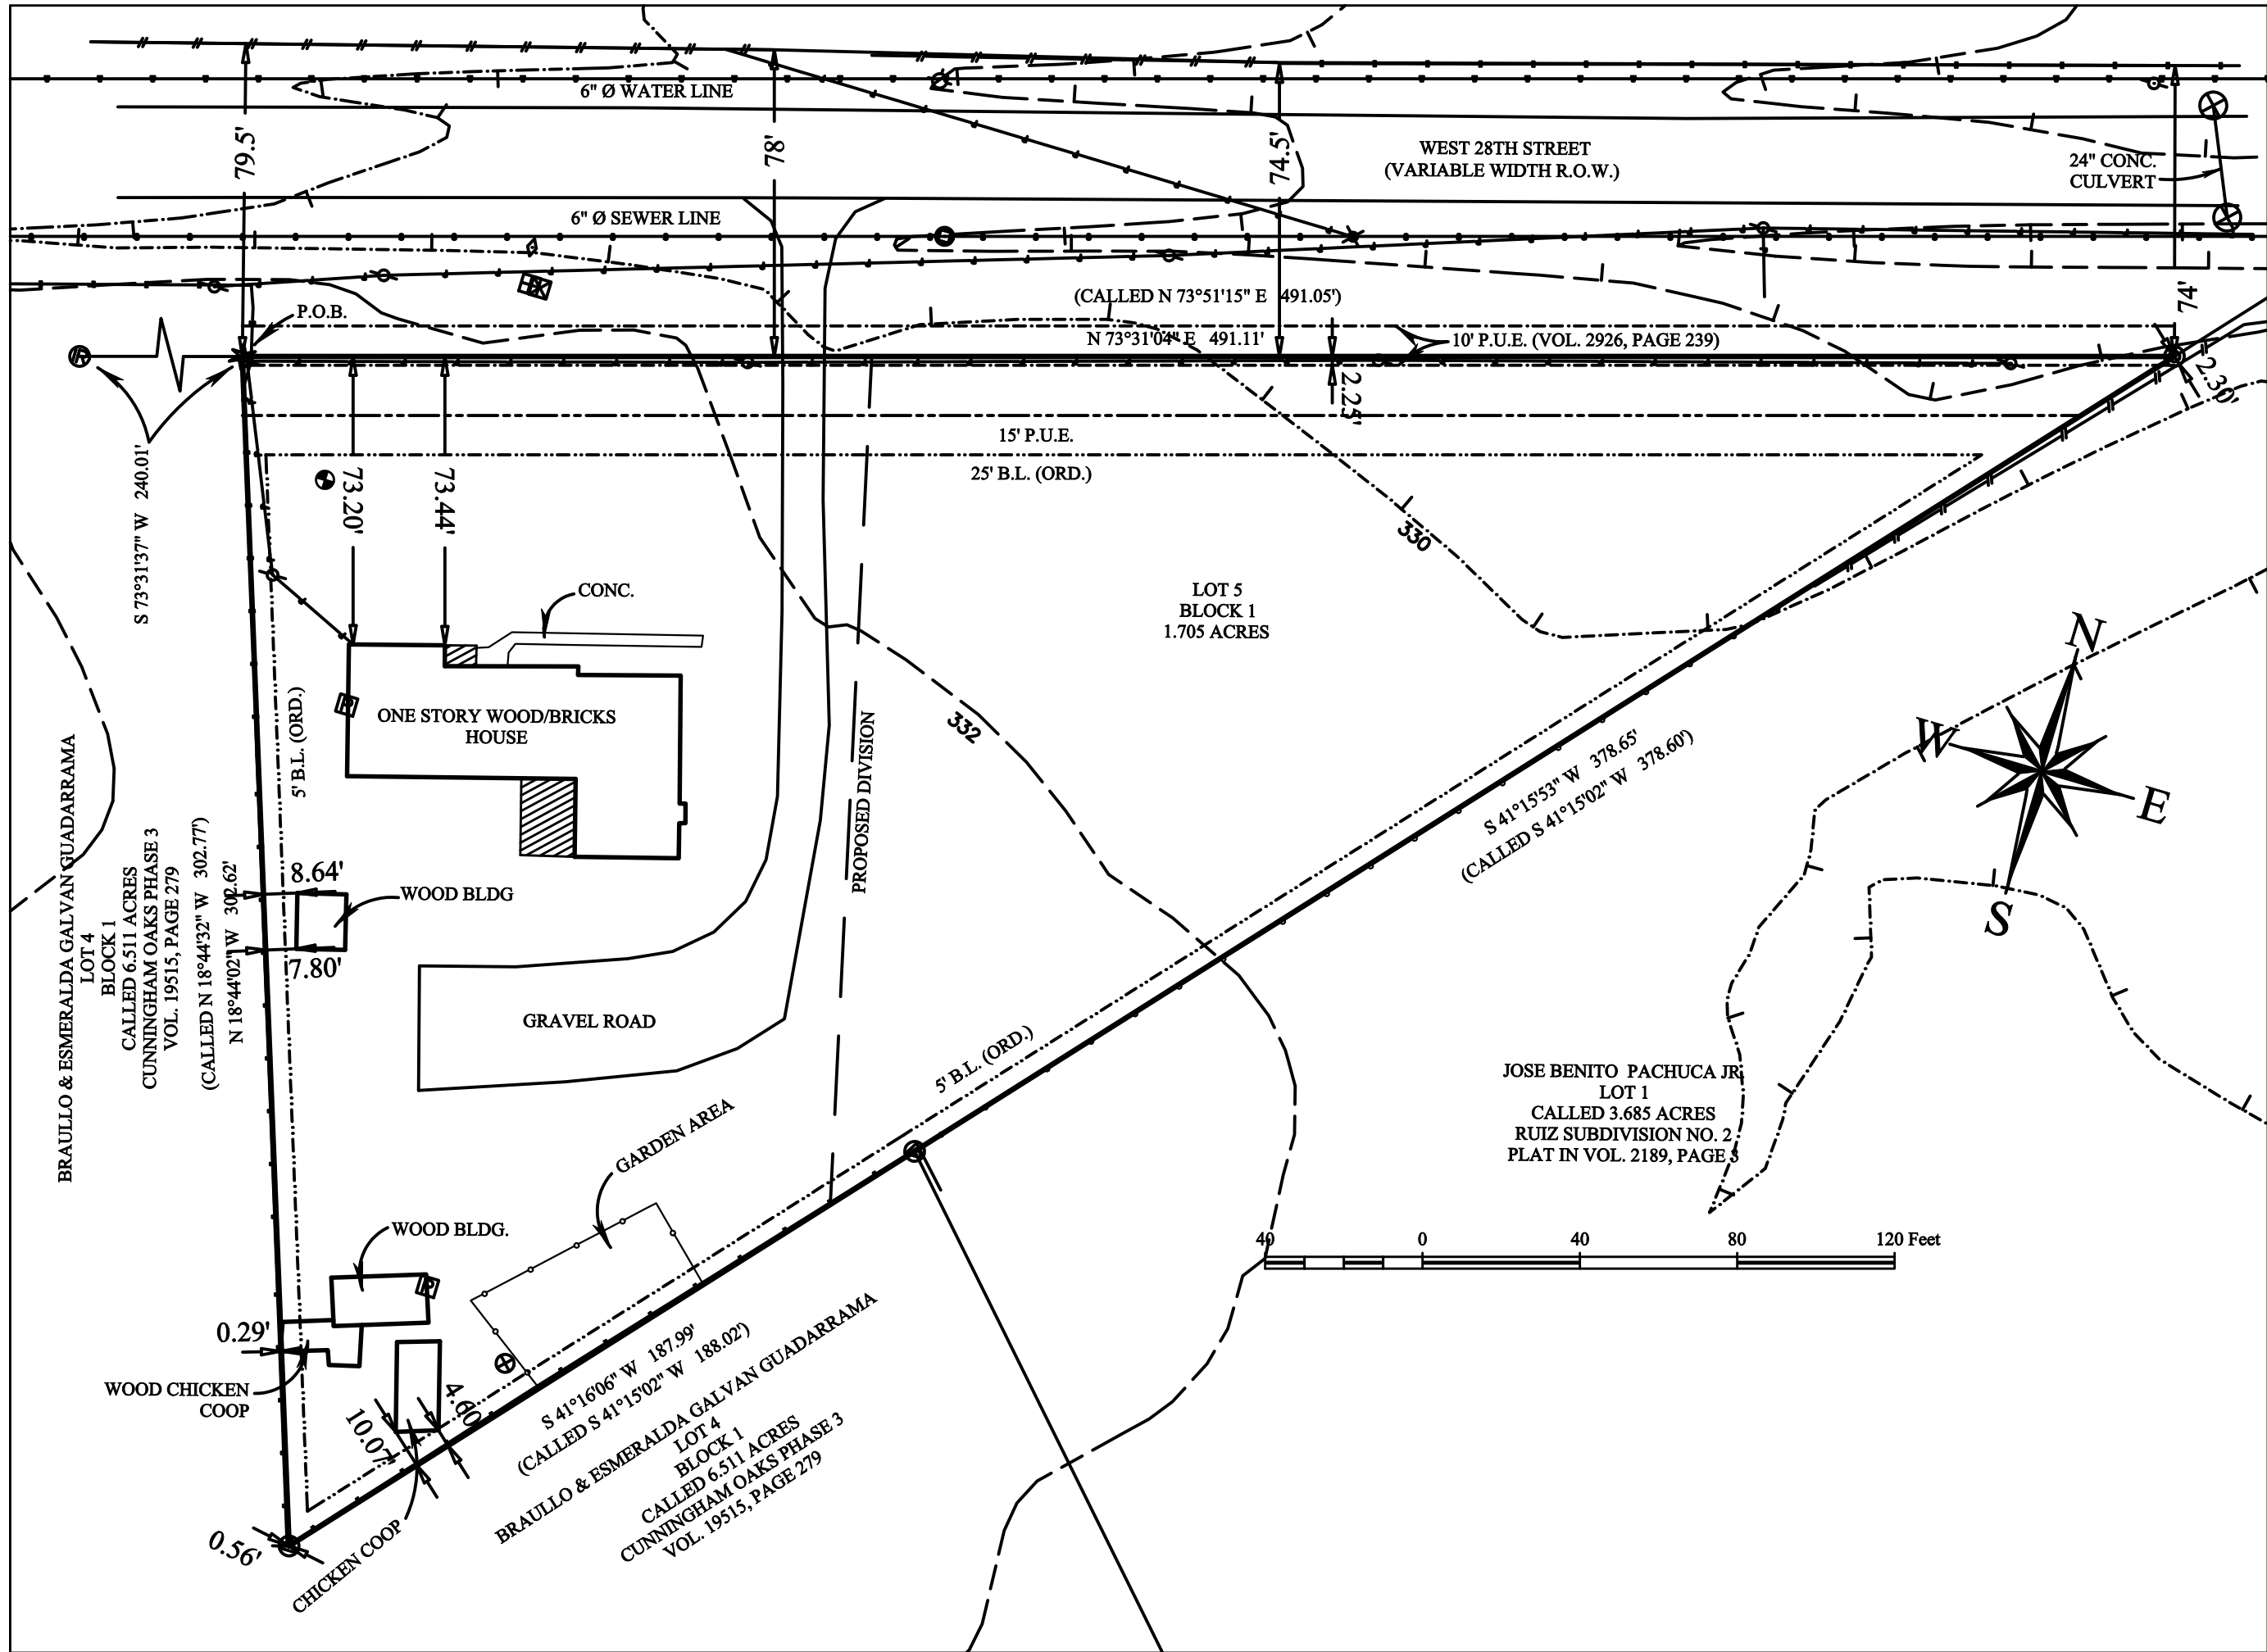 6" Ø WATER LINE
79.5'
78'
74.5'
WEST 28TH STREET
(VARIABLE WIDTH R.O.W.)
24" CONC.
CULVERT
6" Ø SEWER LINE
74'
P.O.B.
(CALLED N 73°51'15" E 491.05')
N 73°31'04" E 491.11'
10' P.U.E. (VOL. 2926, PAGE 239)
2.25'
2.30'
S 73°31'37" W 240.01'
15' P.U.E.
25' B.L. (ORD.)
73.20'
73.44'
330
CONC.
LOT 5
BLOCK 1
1.705 ACRES
N
W
E
S
5' B.L. (ORD.)
ONE STORY WOOD/BRICKS
HOUSE
332
PROPOSED DIVISION
S 41°15'53" W 378.65'
(CALLED S 41°15'02" W 378.60')
BRAULLO & ESMERALDA GALVAN GUADARRAMA
LOT 4
BLOCK 1
CALLED 6.511 ACRES
CUNNINGHAM OAKS PHASE 3
VOL. 19515, PAGE 279
(CALLED N 18°44'32" W 302.77')
N 18°44'02" W 302.62'
8.64'
WOOD BLDG
7.80'
GRAVEL ROAD
5' B.L. (ORD.)
GARDEN AREA
JOSE BENITO PACHUCA JR.
LOT 1
CALLED 3.685 ACRES
RUIZ SUBDIVISION NO. 2
PLAT IN VOL. 2189, PAGE 3
40 0 40 80 120 Feet
WOOD BLDG.
P
P
0.29'
WOOD CHICKEN
COOP
10.07'
4.60'
S 41°16'06" W 187.99'
(CALLED S 41°15'02" W 188.02')
BRAULLO & ESMERALDA GALVAN GUADARRAMA
LOT 4
BLOCK 1
CALLED 6.511 ACRES
CUNNINGHAM OAKS PHASE 3
VOL. 19515, PAGE 279
0.56'
CHICKEN COOP